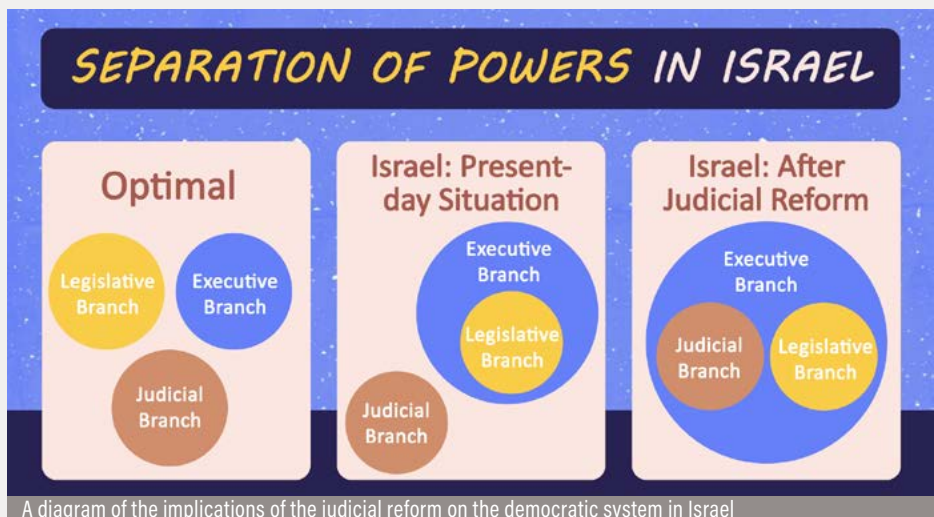 SEPARATION OF POWERS IN ISRAEL
Optimal
Legislative
Branch
Executive
Branch
Judicial
Branch
Israel: Present-
day Situation
Executive
Branch
Legislative
Branch
Judicial
Branch
Israel: After
Judicial Reform
Executive
Branch
Judicial
Branch
Legislative
Branch
A diagram of the implications of the judicial reform on the democratic system in Israel